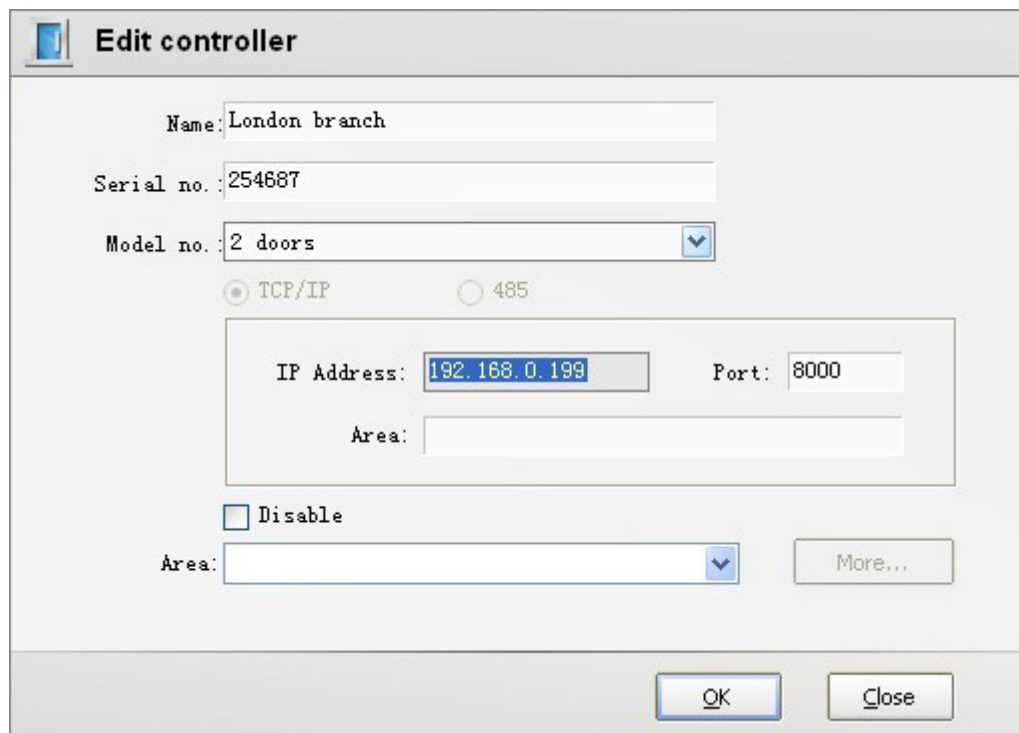 Edit controller
Name: London branch
Serial no.: 254687
Model no.: 2 doors
TCP/IP 485
IP Address: 192.168.0.199 Port: 8000
Area:
Disable
Area: More...
OK Close